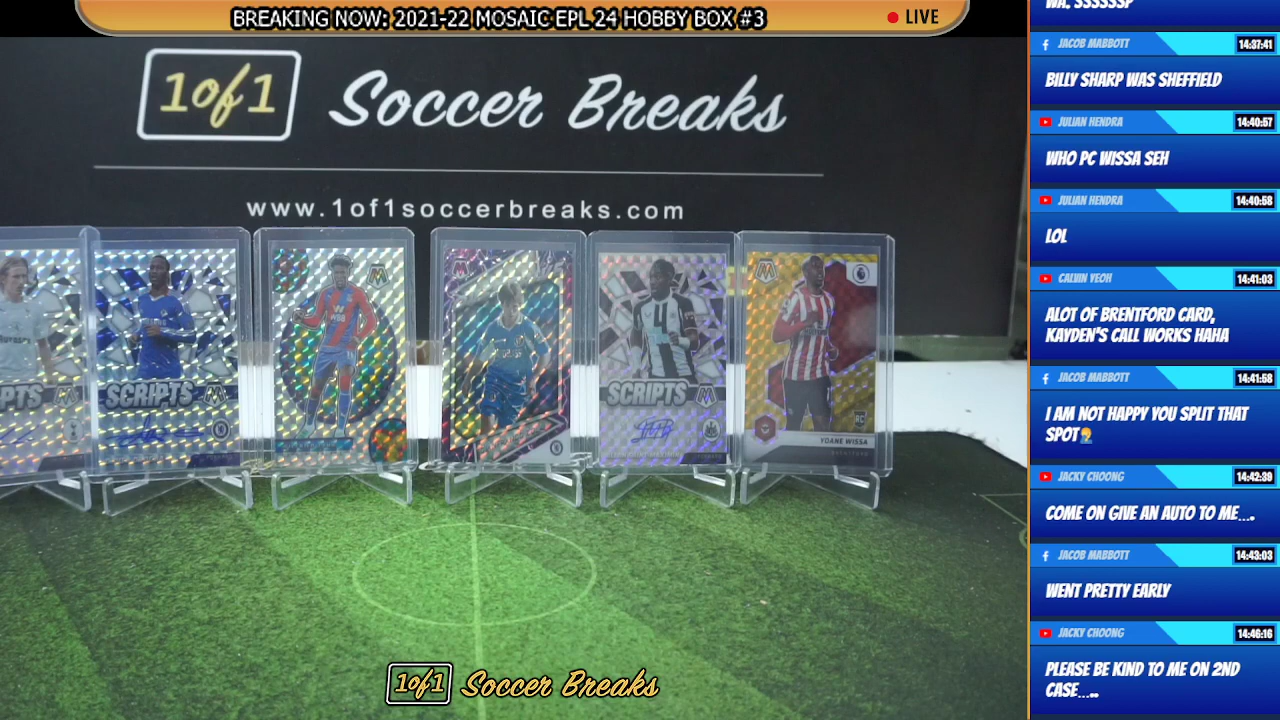 BREAKING NOW: 2021-22 MOSAIC EPL 24 HOBBY BOX #3
LIVE
1of1 Soccer Breaks
www.1of1soccerbreaks.com
SCRIPTS
SCRIPTS
YOANE WISSA
BRENTFORD
1of1 Soccer Breaks
WA. SSSSSSP
JACOB MABBOTT 14:37:41
BILLY SHARP WAS SHEFFIELD
JULIAN HENDRA 14:40:57
WHO PC WISSA SEH
JULIAN HENDRA 14:40:58
LOL
CALVIN YEOH 14:41:03
ALOT OF BRENTFORD CARD,
KAYDEN'S CALL WORKS HAHA
JACOB MABBOTT 14:41:58
I AM NOT HAPPY YOU SPLIT THAT
SPOT
JACKY CHOONG 14:42:39
COME ON GIVE AN AUTO TO ME....
JACOB MABBOTT 14:43:03
WENT PRETTY EARLY
JACKY CHOONG 14:46:16
PLEASE BE KIND TO ME ON 2ND
CASE.....